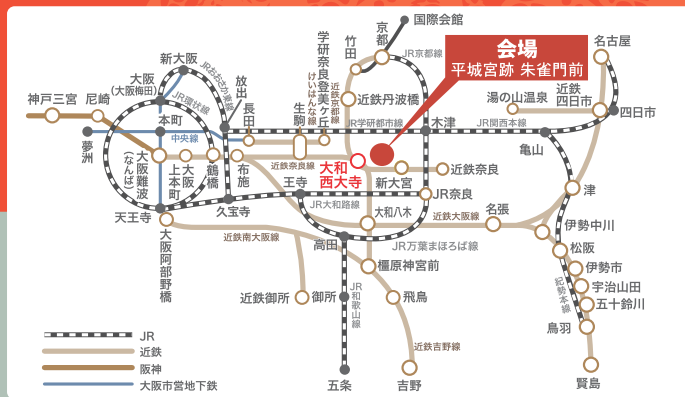 国際会館
京都
竹田
学研奈良登美ヶ丘
新大阪
大阪
(大阪梅田)
JRおおさか東線
放出
JR京都線
会場
平城宮跡 朱雀門前
名古屋
神戸三宮
尼崎
JR環状線
長田
生駒
けいはんな線
近鉄京都線
近鉄丹波橋
湯の山温泉
近鉄
四日市
四日市
本町
中央線
JR学研都市線
木津
JR関西本線
亀山
夢洲
大阪難波
(なんば)
上本町
大阪
鶴橋
布施
近鉄奈良線
大和
西大寺
新大宮
近鉄奈良
王寺
JR奈良
津
天王寺
久宝寺
JR大和路線
大和八木
近鉄大阪線
名張
伊勢中川
大阪阿部野橋
近鉄南大阪線
高田
JR万葉まほろば線
松阪
橿原神宮前
伊勢市
宇治山田
五十鈴川
紀勢本線
近鉄御所
御所
JR和歌山線
飛鳥
鳥羽
近鉄吉野線
五条
吉野
賢島
JR
近鉄
阪神
大阪市営地下鉄